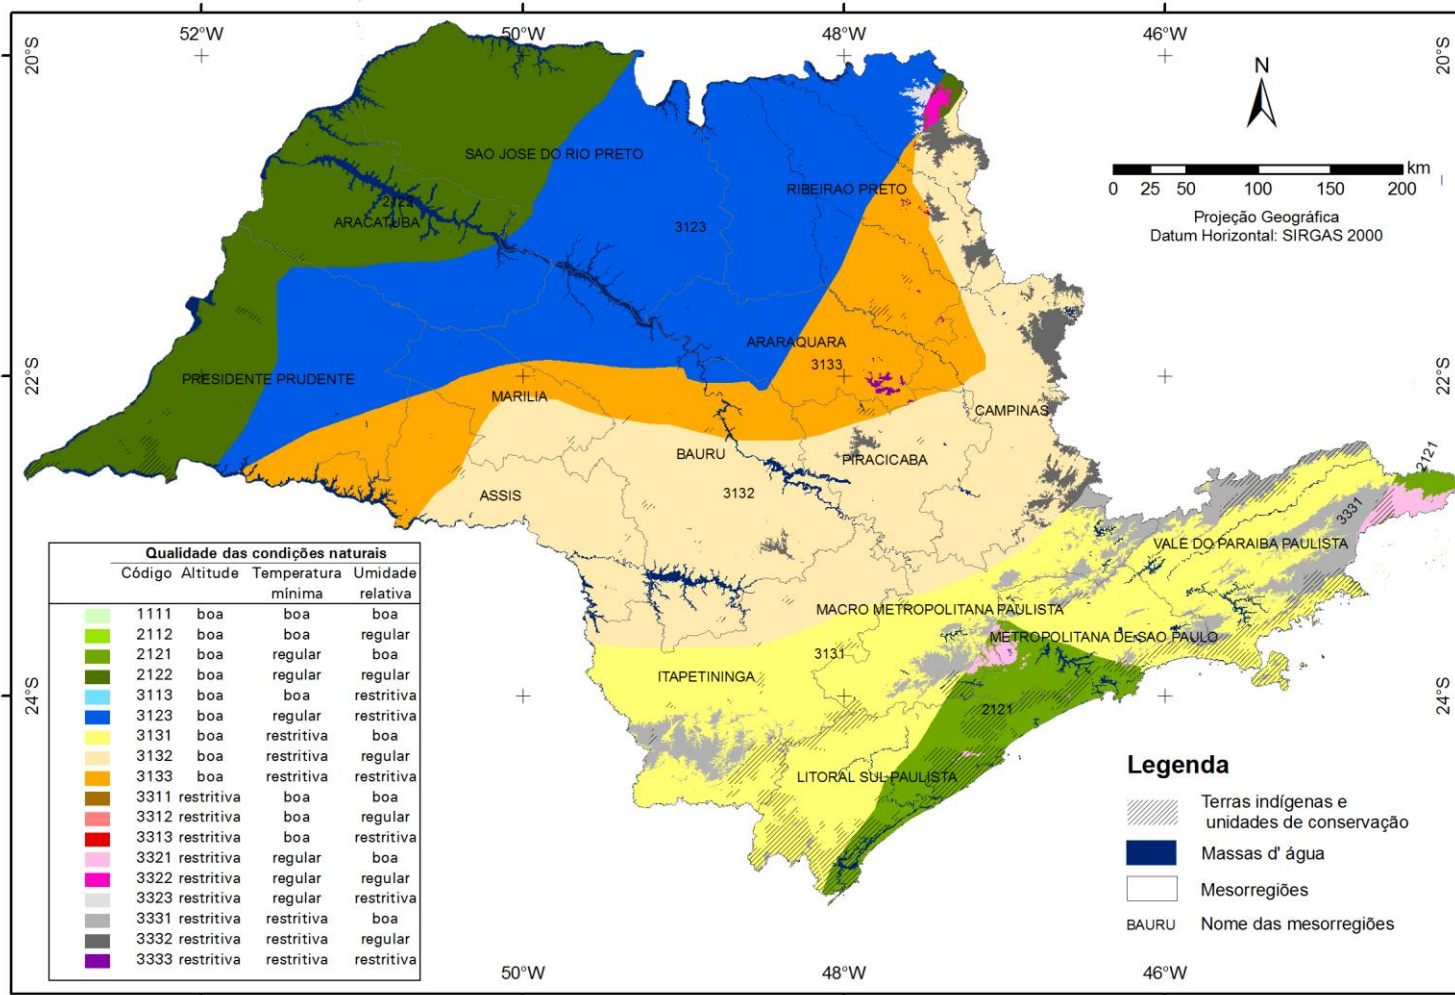 52°W 50°W 48°W 46°W
20°S 20°S
N
km
0 25 50 100 150 200
Projeção Geográfica
Datum Horizontal: SIRGAS 2000
SAO JOSE DO RIO PRETO
RIBEIRAO PRETO
2122
ARACATUBA
3123
ARARAQUARA
3133
22°S 22°S
PRESIDENTE PRUDENTE
MARILIA
CAMPINAS
BAURU
PIRACICABA
2121
ASSIS
3132
3331
VALE DO PARAIBA PAULISTA
MACRO METROPOLITANA PAULISTA
METROPOLITANA DE SAO PAULO
3131
ITAPETININGA
24°S 24°S
2121
LITORAL SUL PAULISTA
Qualidade das condições naturais
Código Altitude Temperatura mínima Umidade relativa
1111 boa boa boa
2112 boa boa regular
2121 boa regular boa
2122 boa regular regular
3113 boa boa restritiva
3123 boa regular restritiva
3131 boa restritiva boa
3132 boa restritiva regular
3133 boa restritiva restritiva
3311 restritiva boa boa
3312 restritiva boa regular
3313 restritiva boa restritiva
3321 restritiva regular boa
3322 restritiva regular regular
3323 restritiva regular restritiva
3331 restritiva restritiva boa
3332 restritiva restritiva regular
3333 restritiva restritiva restritiva
Legenda
Terras indígenas e
unidades de conservação
Massas d' água
Mesorregiões
BAURU Nome das mesorregiões
50°W 48°W 46°W